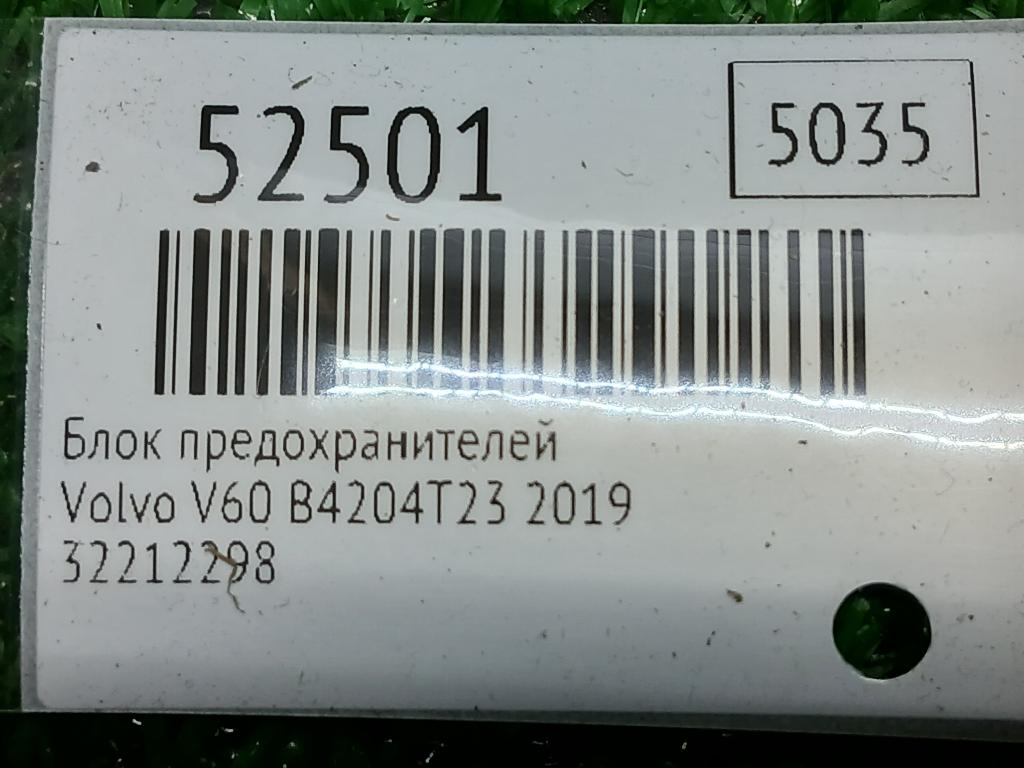 52501
5035
Блок предохранителей
Volvo V60 B4204T23 2019
32212298